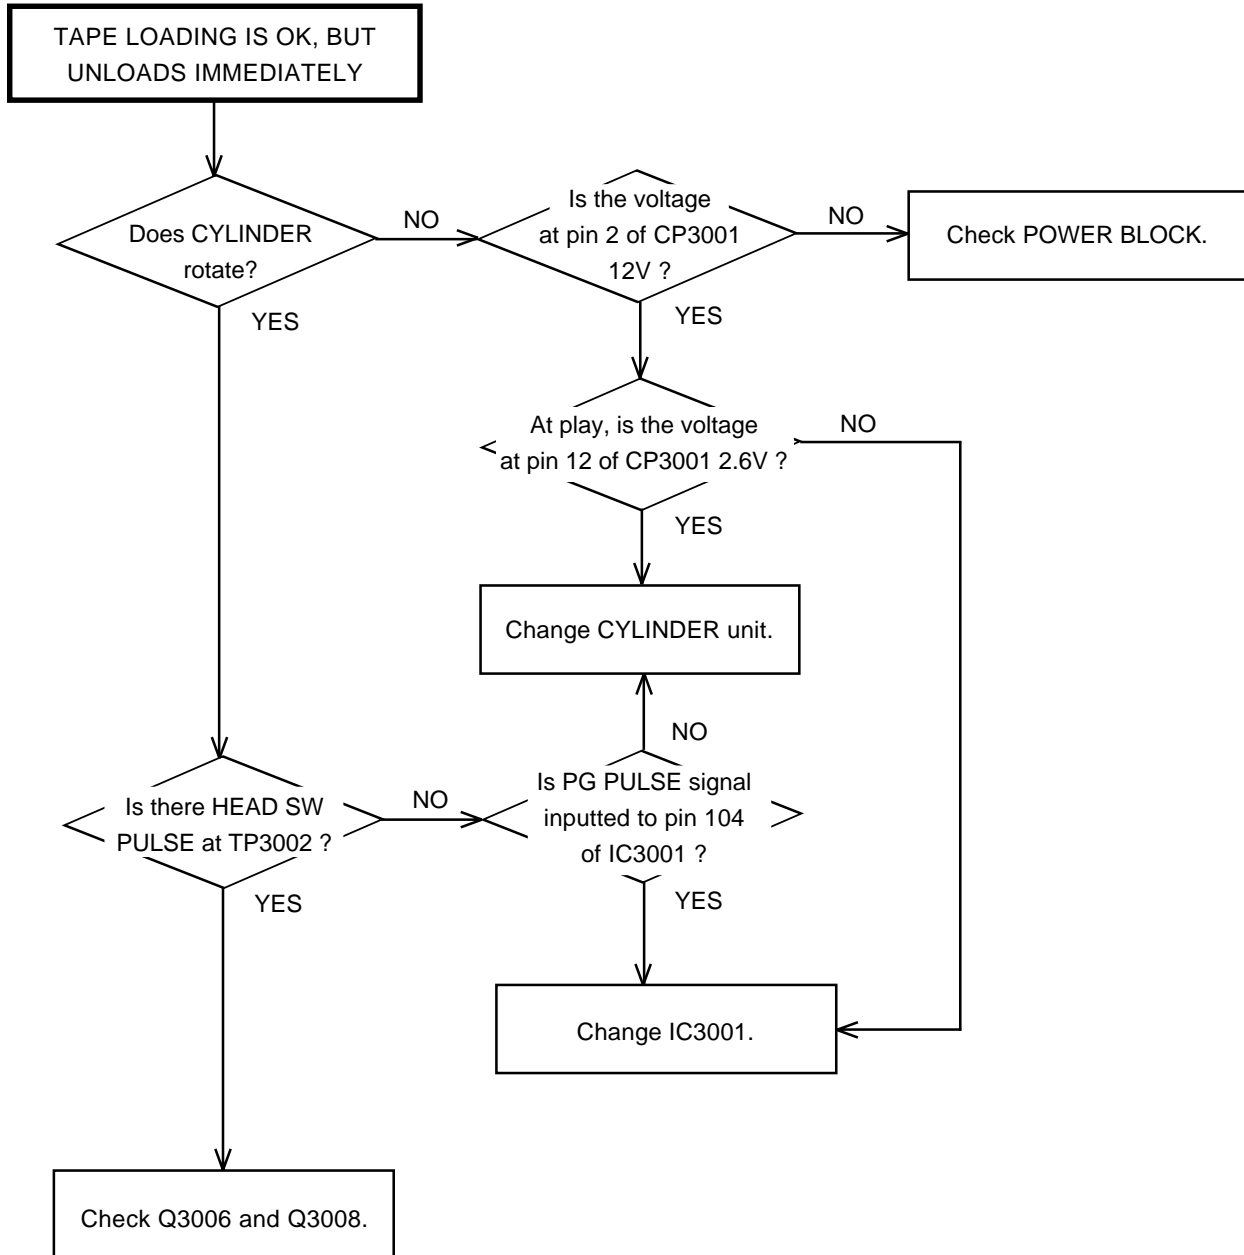 TAPE LOADING IS OK, BUT
UNLOADS IMMEDIATELY
Does CYLINDER
rotate?
NO
Is the voltage
at pin 2 of CP3001
12V ?
NO
Check POWER BLOCK.
YES
YES
At play, is the voltage
at pin 12 of CP3001 2.6V ?
NO
YES
Change CYLINDER unit.
NO
Is there HEAD SW
PULSE at TP3002 ?
NO
Is PG PULSE signal
inputted to pin 104
of IC3001 ?
YES
YES
Change IC3001.
Check Q3006 and Q3008.